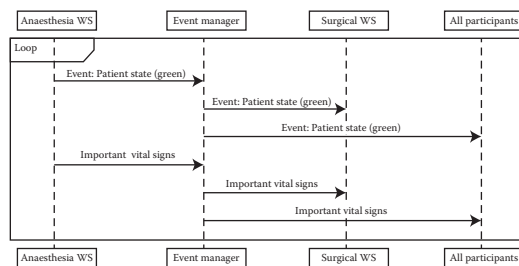 Anaesthesia WS
Event manager
Surgical WS
All participants
Loop
Event: Patient state (green)
Event: Patient state (green)
Event: Patient state (green)
Important vital signs
Important vital signs
Important vital signs
Anaesthesia WS
Event manager
Surgical WS
All participants